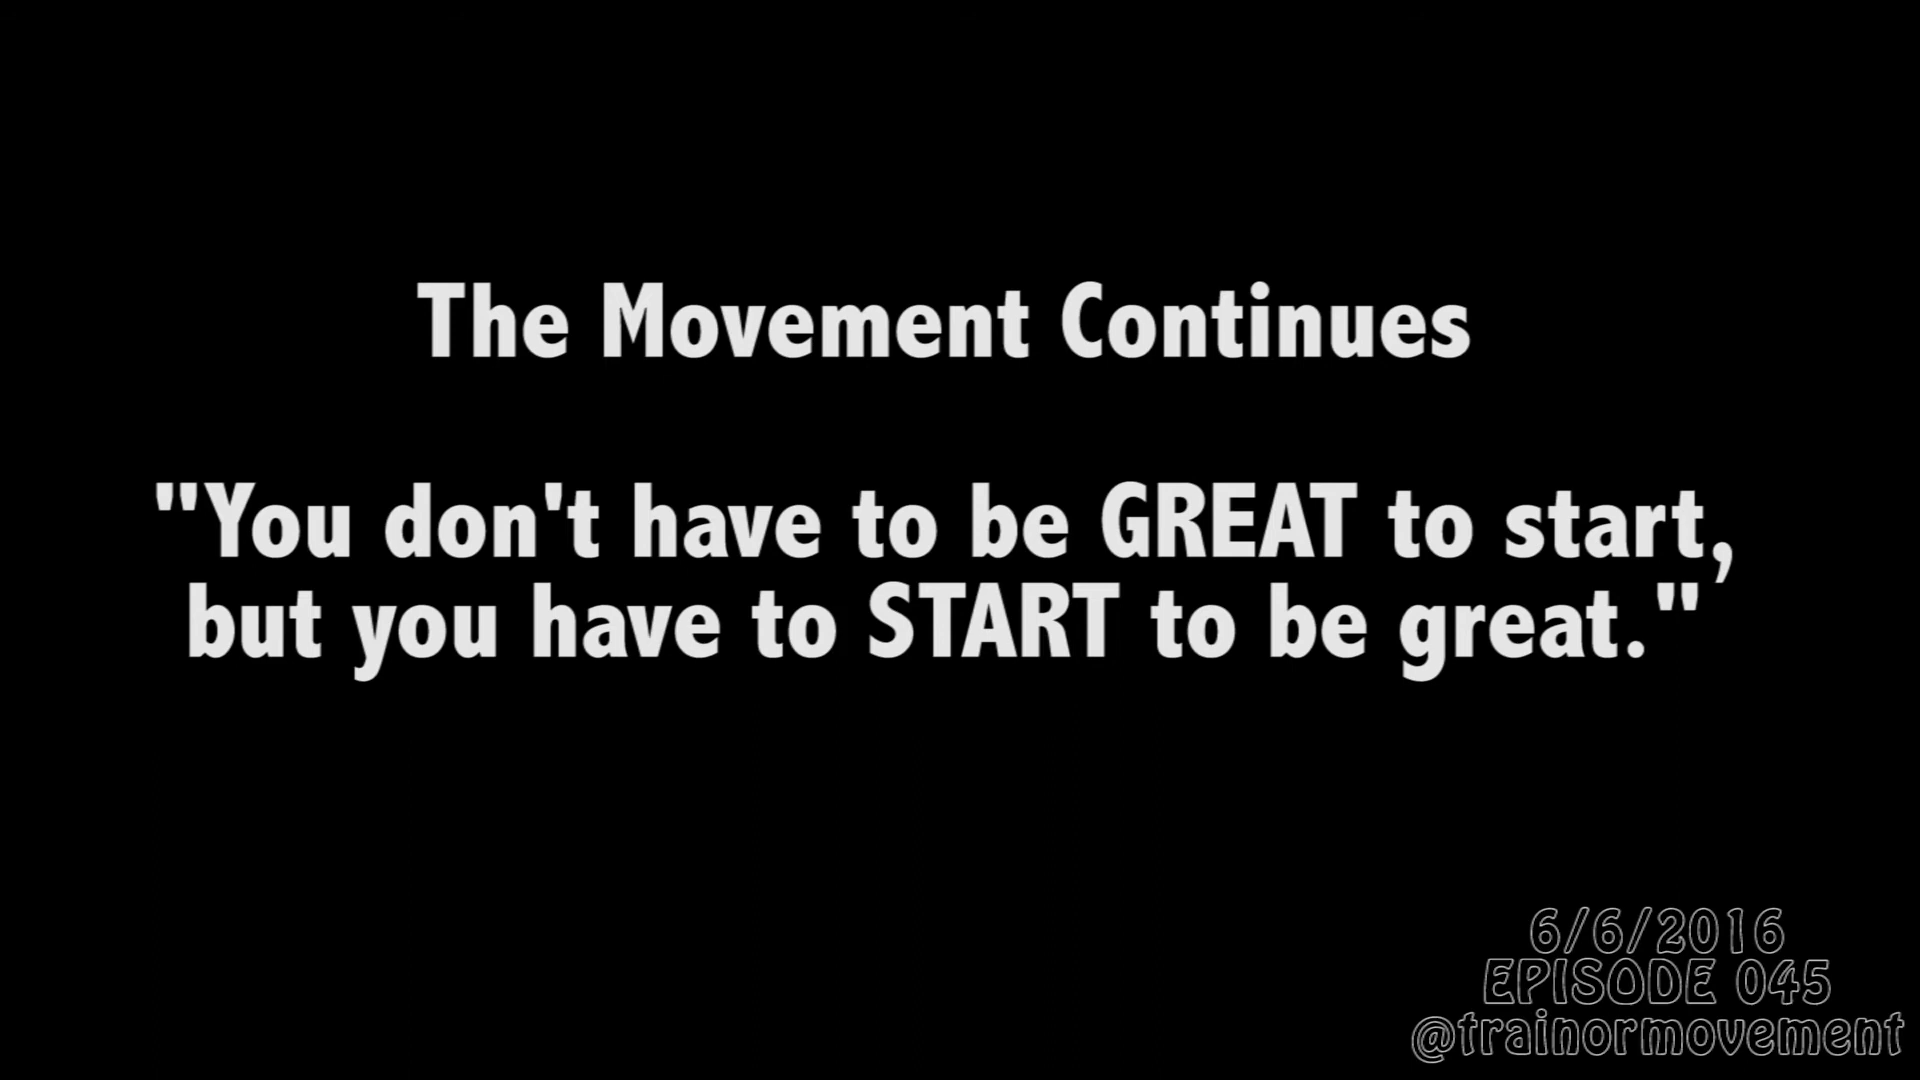 The Movement Continues
"You don't have to be GREAT to start,
but you have to START to be great."
6/6/2016
EPISODE 045
@trainormovement